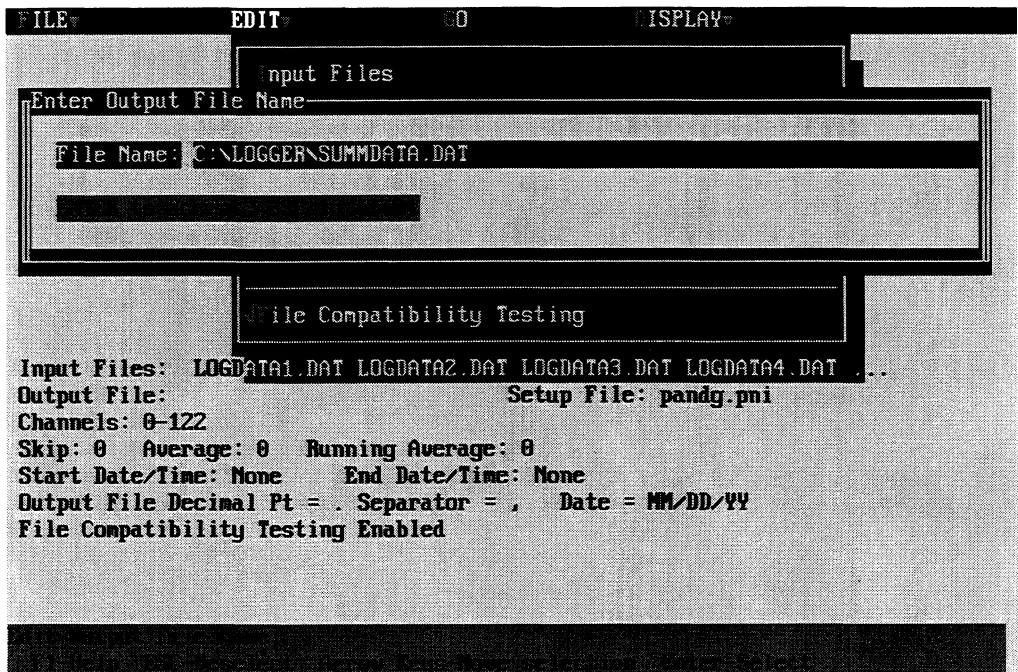 FILE EDIT GO DISPLAY
Input Files
Enter Output File Name
File Name: C:\LOGGER\SUMMDATA.DAT
√File Compatibility Testing
Input Files: LOGDATA1.DAT LOGDATA2.DAT LOGDATA3.DAT LOGDATA4.DAT ...
Output File: Setup File: pandg.pni
Channels: 0-122
Skip: 0 Average: 0 Running Average: 0
Start Date/Time: None End Date/Time: None
Output File Decimal Pt = . Separator = , Date = MM/DD/YY
File Compatibility Testing Enabled